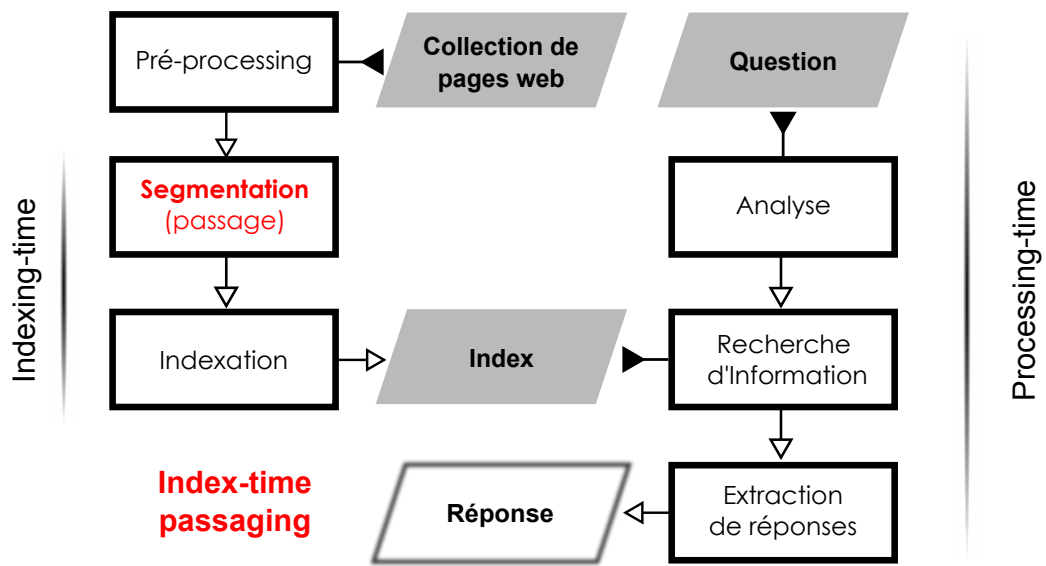 Pré-processing
Collection de
pages web
Question
Segmentation
(passage)
Analyse
Indexing-time
Processing-time
Indexation
Index
Recherche
d'Information
Index-time
passaging
Réponse
Extraction
de réponses